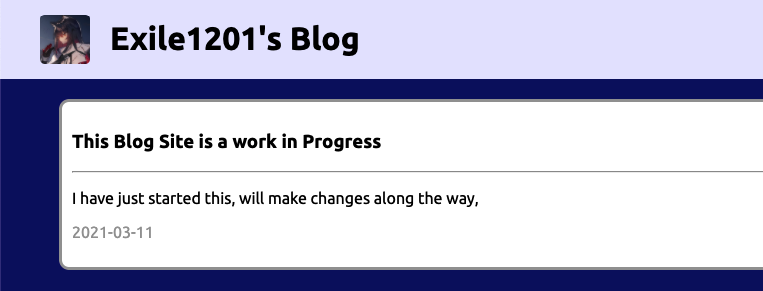 Exile1201's Blog
This Blog Site is a work in Progress
I have just started this, will make changes along the way,
2021-03-11